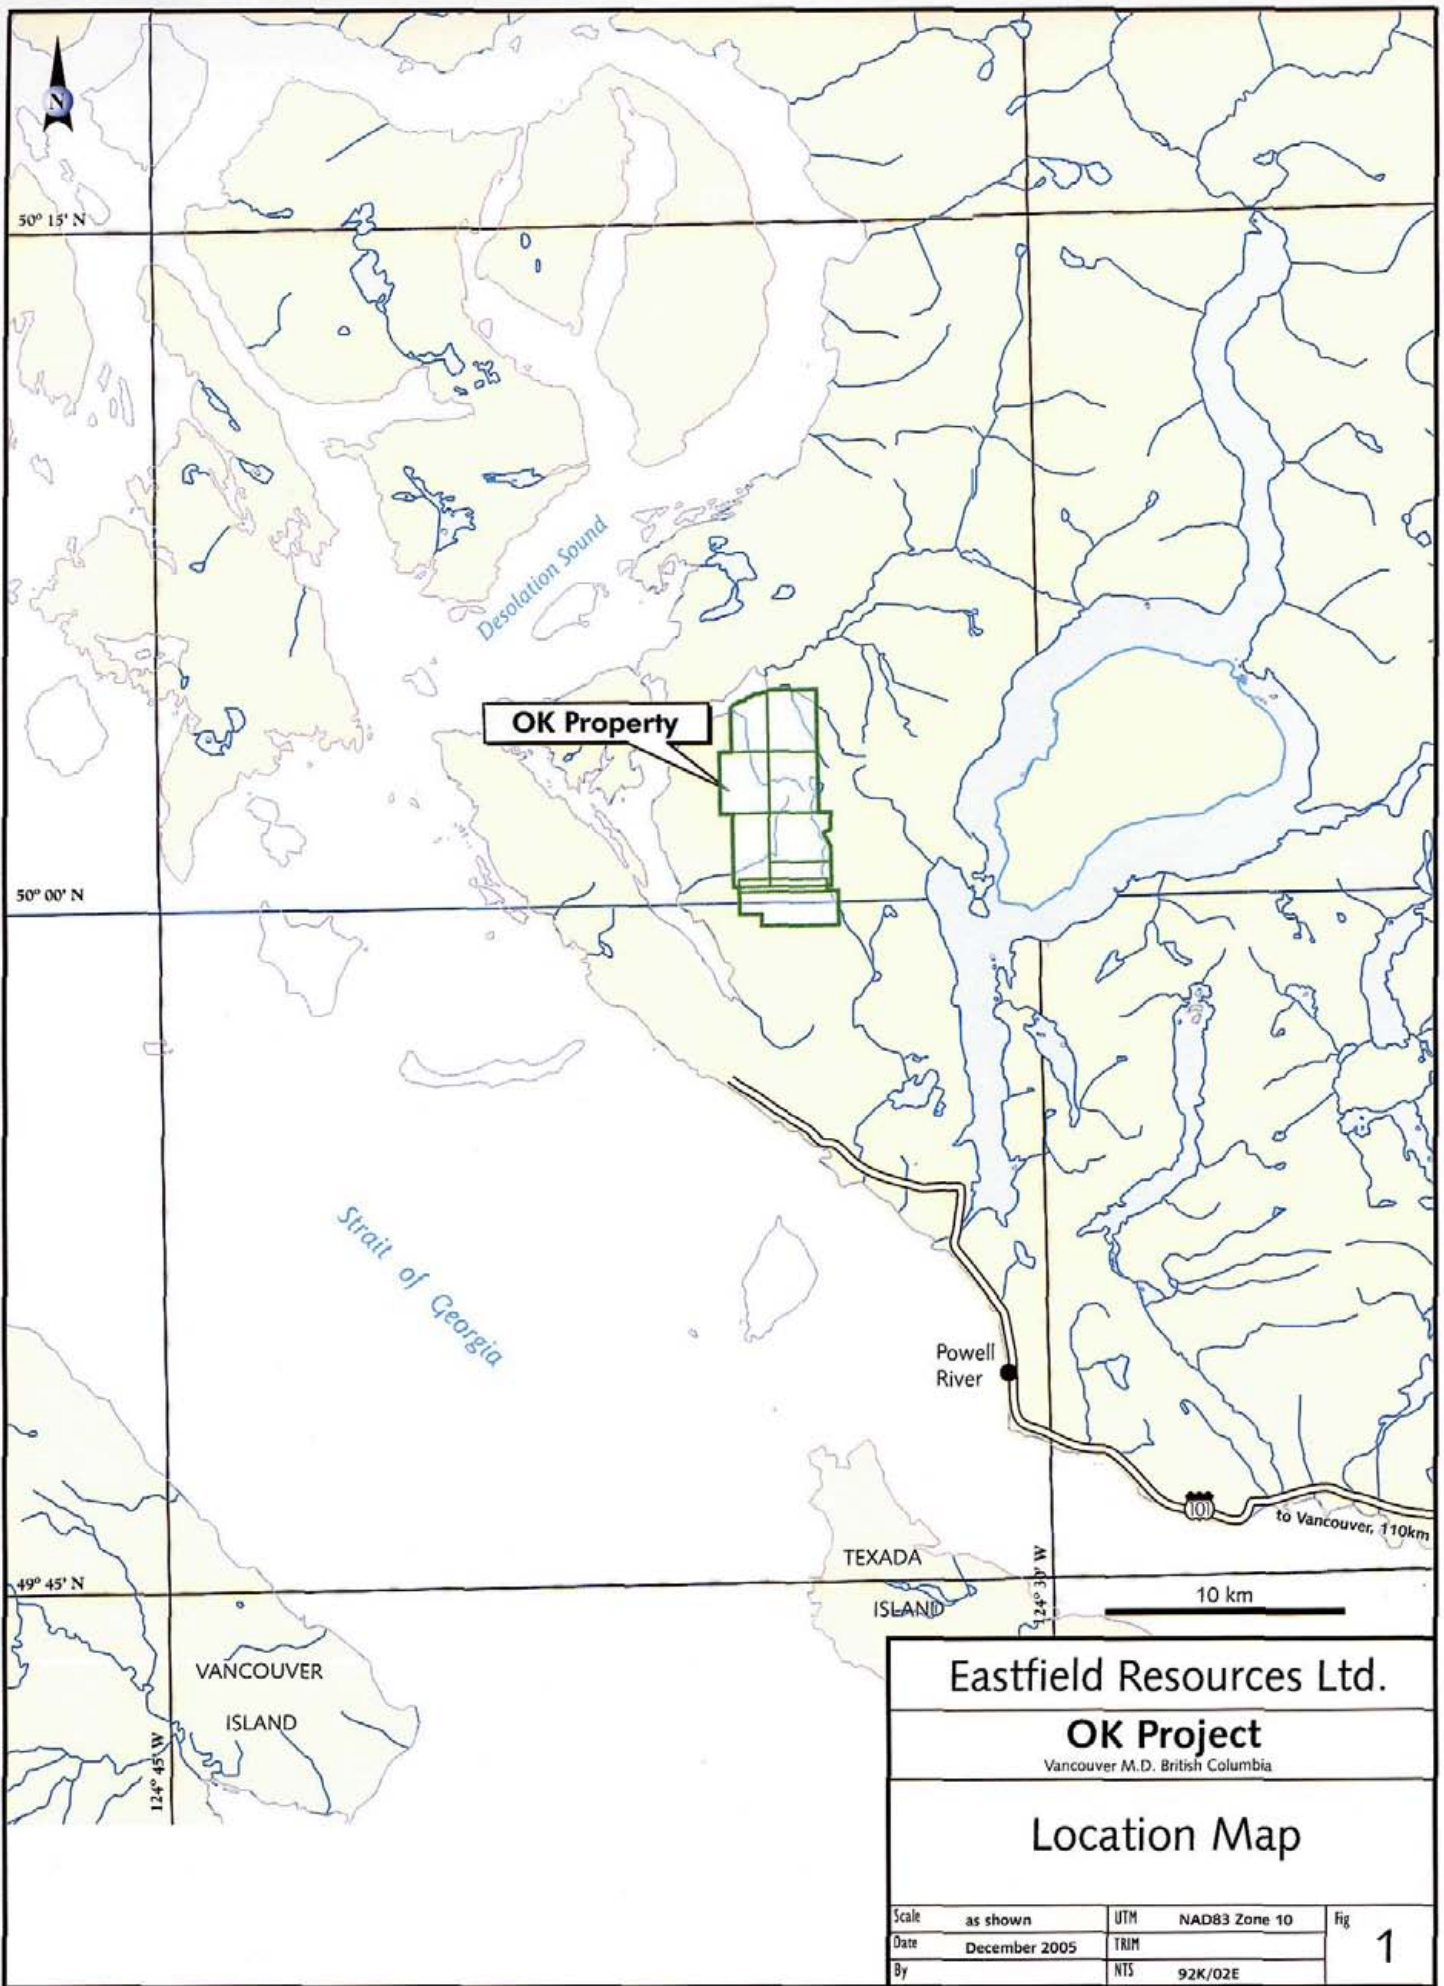 N
50° 15' N
Desolation Sound
OK Property
50° 00' N
Strait of Georgia
Powell
River
101
to Vancouver, 110km
TEXADA
ISLAND
49° 45' N
124° 30' W
10 km
VANCOUVER
ISLAND
124° 45' W
Eastfield Resources Ltd.
OK Project
Vancouver M.D. British Columbia
Location Map
Scale as shown UTM NAD83 Zone 10 Fig
Date December 2005 TRIM 1
By NTS 92K/02E